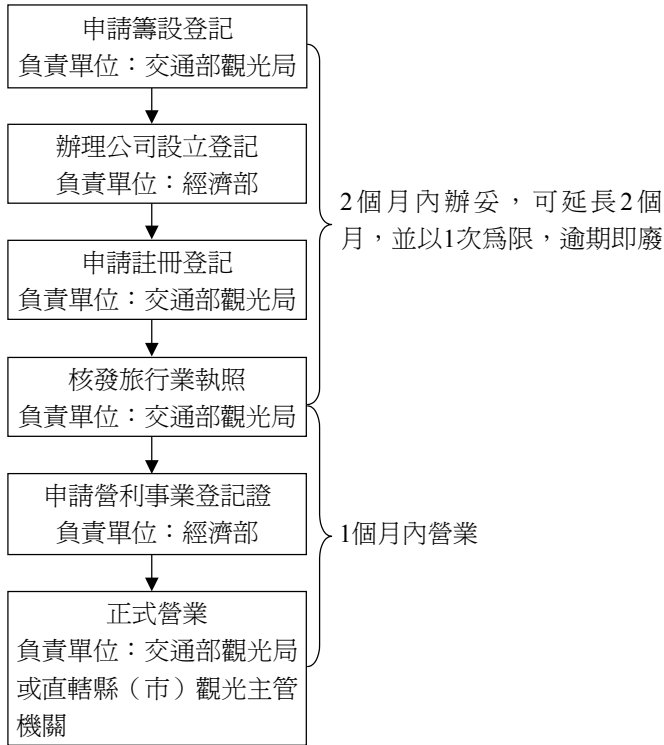 申請籌設登記
負責單位：交通部觀光局
辦理公司設立登記
負責單位：經濟部
2個月內辦妥，可延長2個
月，並以1次爲限，逾期即廢
申請註冊登記
負責單位：交通部觀光局
核發旅行業執照
負責單位：交通部觀光局
申請營利事業登記證
負責單位：經濟部
1個月內營業
正式營業
負責單位：交通部觀光局
或直轄縣（市）觀光主管
機關